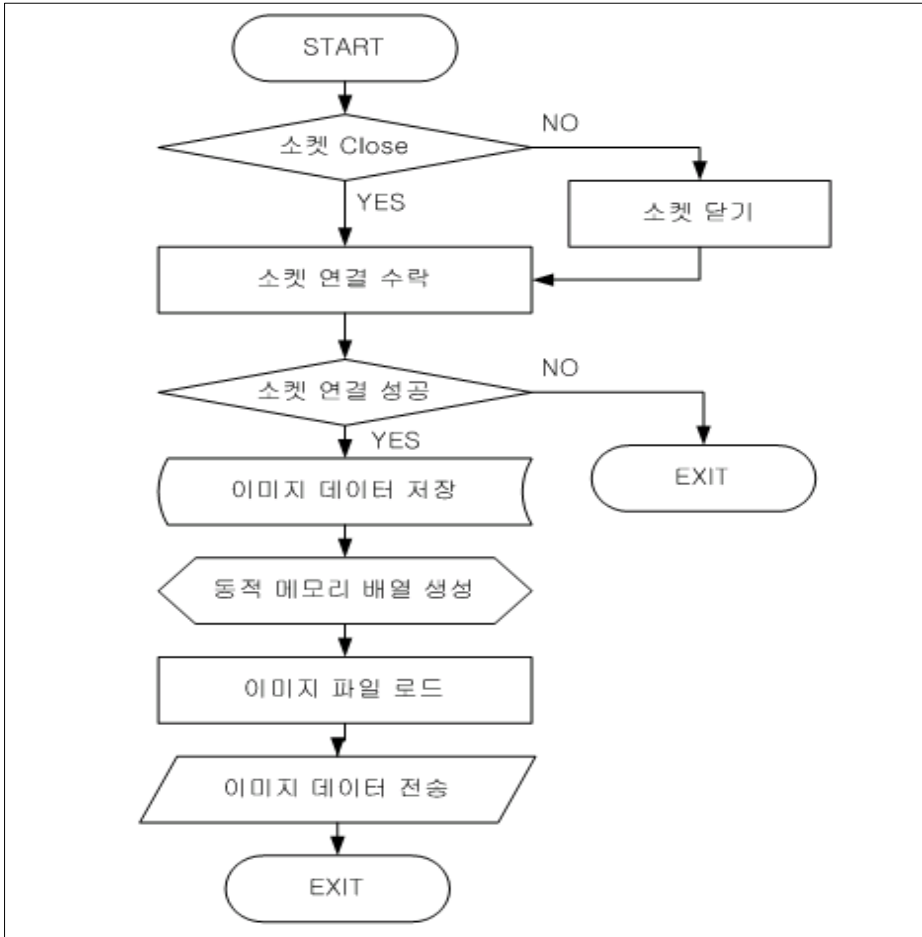 START
소켓 Close
NO
YES
소켓 닫기
소켓 연결 수락
소켓 연결 성공
NO
YES
EXIT
이미지 데이터 저장
동적 메모리 배열 생성
이미지 파일 로드
이미지 데이터 전송
EXIT